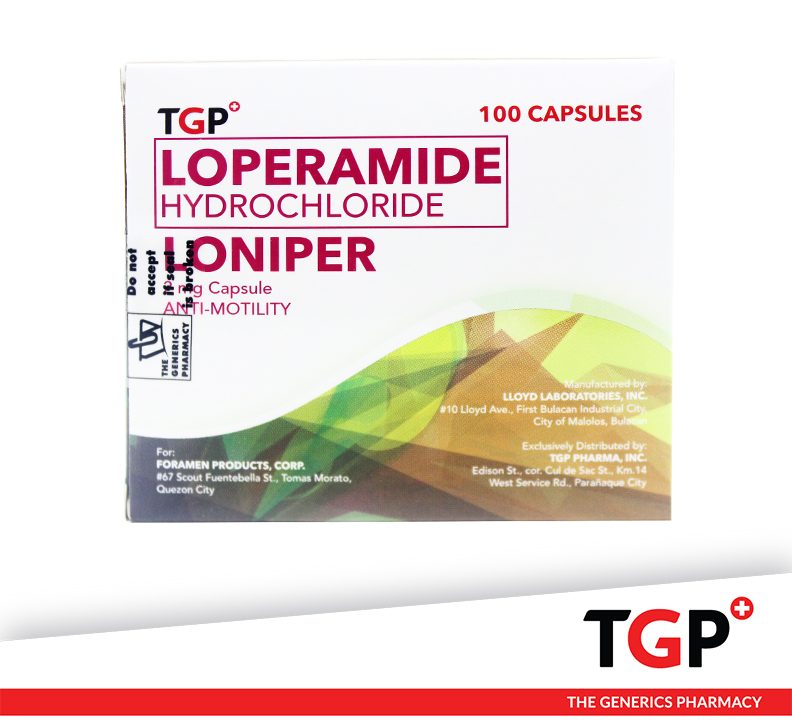 TGP
100 CAPSULES
LOPERAMIDE
HYDROCHLORIDE
LONIPER
mg Capsule
ANTI-MOTILITY
Do not
accept
if seal
is broken
THE
GENERICS
PHARMACY
Manufactured by:
LLOYD LABORATORIES, INC.
#10 Lloyd Ave., First Bulacan Industrial City,
City of Malolos, Bulacan
Exclusively Distributed by:
TGP PHARMA, INC.
Edison St., cor. Cul de Sac St., Km.14
West Service Rd., Parañaque City
For:
FORAMEN PRODUCTS, CORP.
#67 Scout Fuentebella St., Tomas Morato,
Quezon City
TGP
THE GENERICS PHARMACY